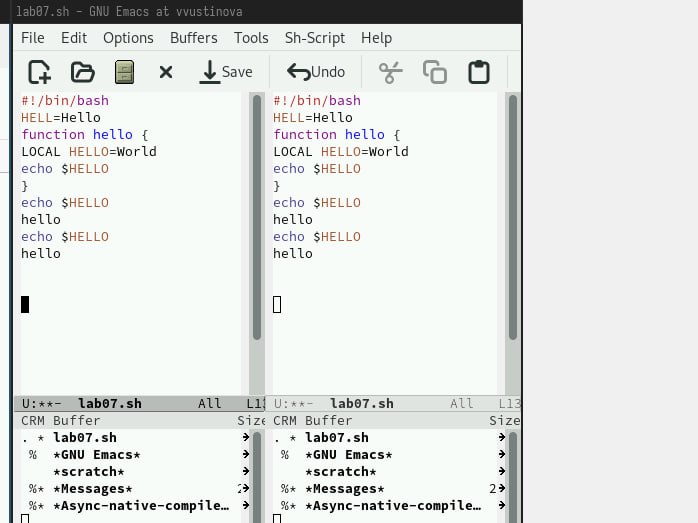 lab07.sh - GNU Emacs at vvustinova
File Edit Options Buffers Tools Sh-Script Help
Save Undo
#!/bin/bash
HELL=Hello
function hello {
LOCAL HELLO=World
echo $HELLO
}
echo $HELLO
hello
echo $HELLO
hello
U:**- lab07.sh All L13
CRM Buffer Size
. * lab07.sh
% *GNU Emacs*
*scratch*
%* *Messages* 2
%* *Async-native-compile…
#!/bin/bash
HELL=Hello
function hello {
LOCAL HELLO=World
echo $HELLO
}
echo $HELLO
hello
echo $HELLO
hello
U:**- lab07.sh All L13
CRM Buffer Size
. * lab07.sh
% *GNU Emacs*
*scratch*
%* *Messages* 2
%* *Async-native-compile…